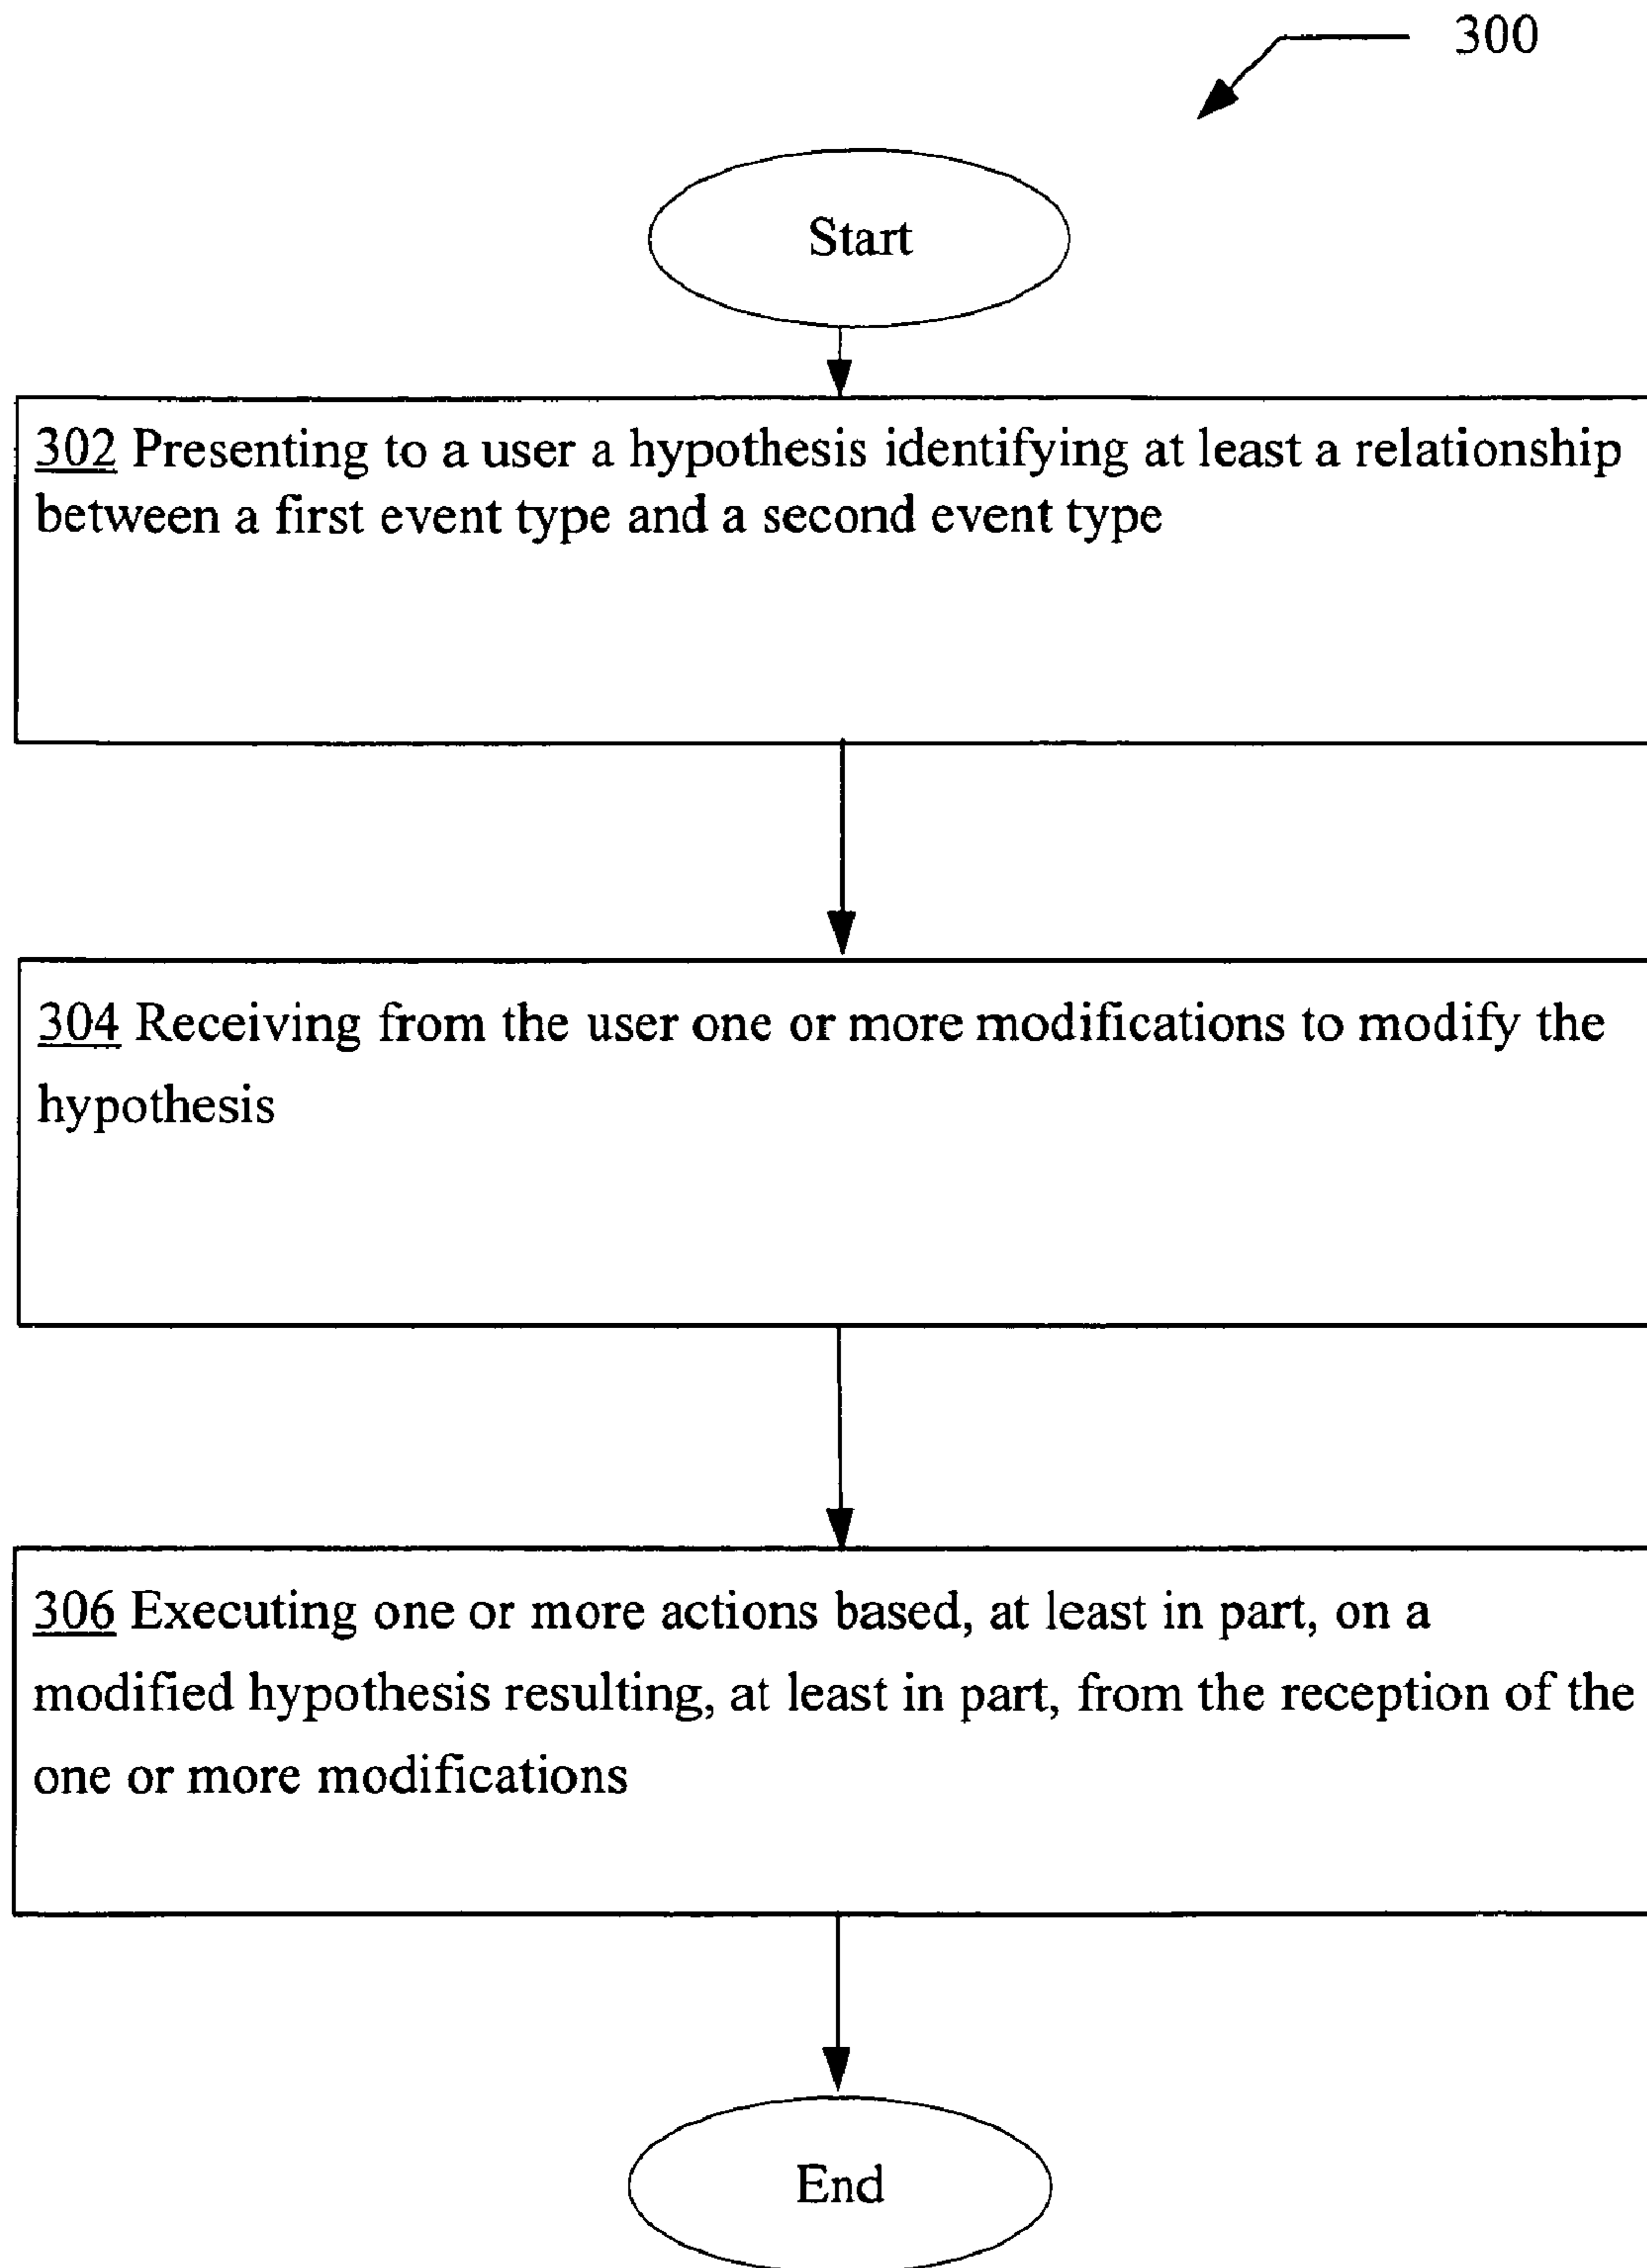 300
Start
302 Presenting to a user a hypothesis identifying at least a relationship
between a first event type and a second event type
304 Receiving from the user one or more modifications to modify the
hypothesis
306 Executing one or more actions based, at least in part, on a
modified hypothesis resulting, at least in part, from the reception of the
one or more modifications
End